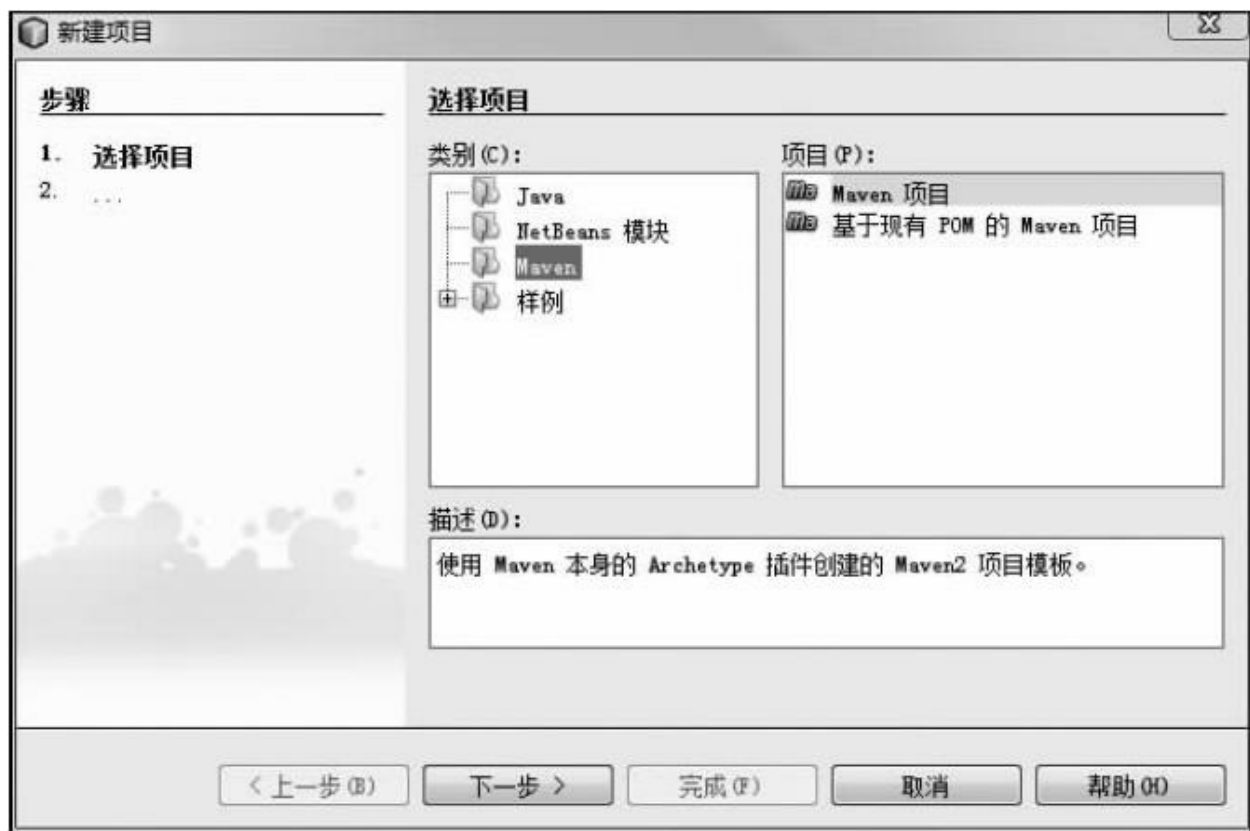 新建项目
步骤
1. 选择项目
2. ...
选择项目
类别(C):
Java
NetBeans 模块
Maven
样例
项目(P):
Maven 项目
基于现有 POM 的 Maven 项目
描述(D):
使用 Maven 本身的 Archetype 插件创建的 Maven2 项目模板。
< 上一步(B)
下一步 >
完成(F)
取消
帮助(H)